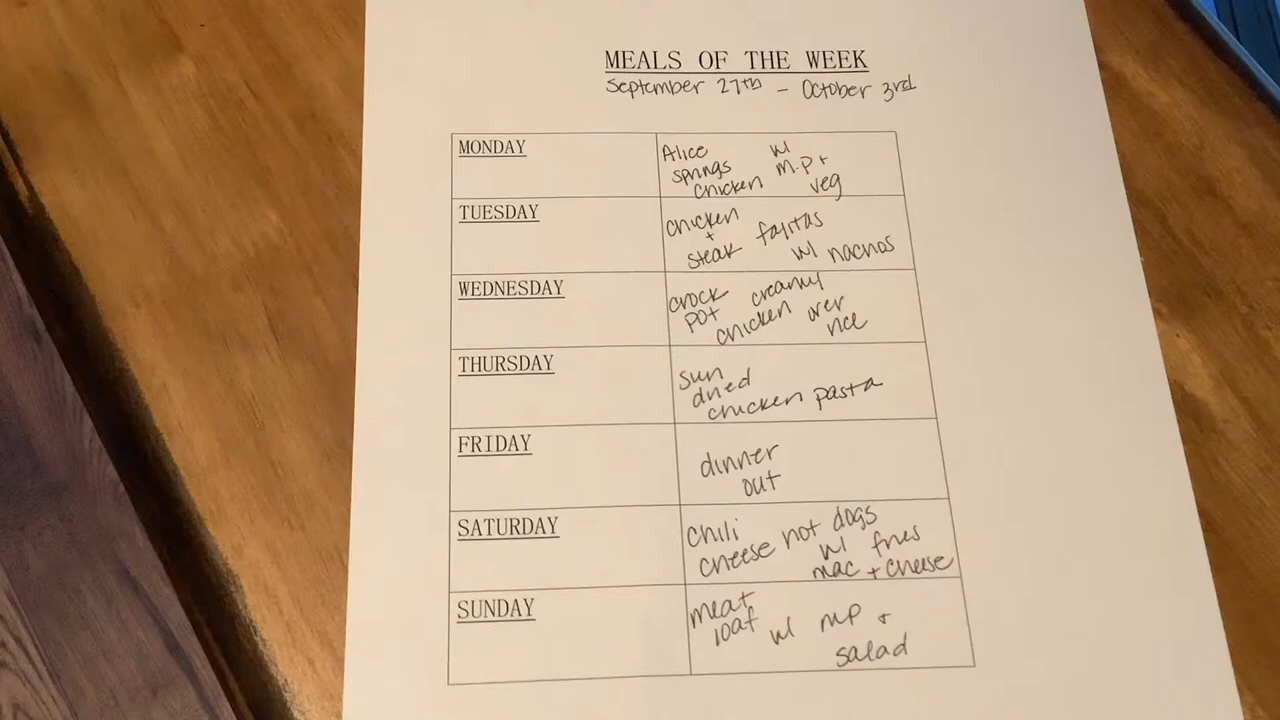 MEALS OF THE WEEK
September 27th - October 3rd
MONDAY
Alice w/
springs m.p +
chicken veg
TUESDAY
chicken
+ fajitas
steak w/ nachos
WEDNESDAY
crock creamy
pot chicken over
rice
THURSDAY
sun
dried
chicken pasta
FRIDAY
dinner
out
SATURDAY
chili
cheese hot dogs
w/ fries
mac + cheese
SUNDAY
meat
loaf w/ mp +
salad